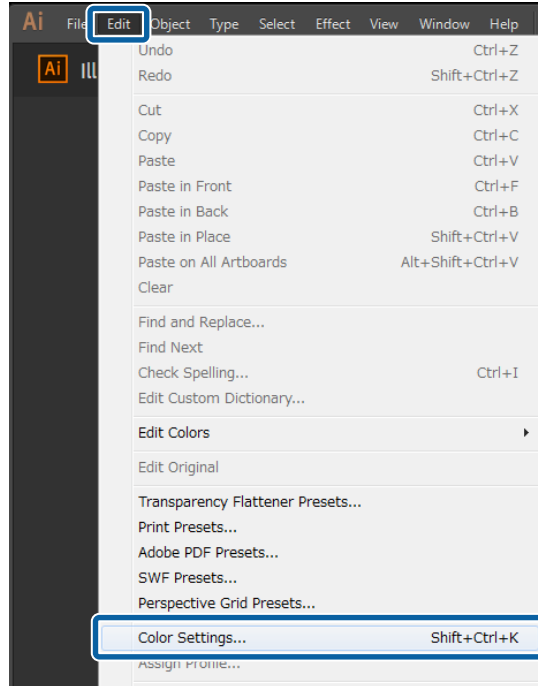 Ai File Edit Object Type Select Effect View Window Help
Ai Ill
Undo Ctrl+Z
Redo Shift+Ctrl+Z
Cut Ctrl+X
Copy Ctrl+C
Paste Ctrl+V
Paste in Front Ctrl+F
Paste in Back Ctrl+B
Paste in Place Shift+Ctrl+V
Paste on All Artboards Alt+Shift+Ctrl+V
Clear
Find and Replace...
Find Next
Check Spelling... Ctrl+I
Edit Custom Dictionary...
Edit Colors
Edit Original
Transparency Flattener Presets...
Print Presets...
Adobe PDF Presets...
SWF Presets...
Perspective Grid Presets...
Color Settings... Shift+Ctrl+K
Assign Profile...